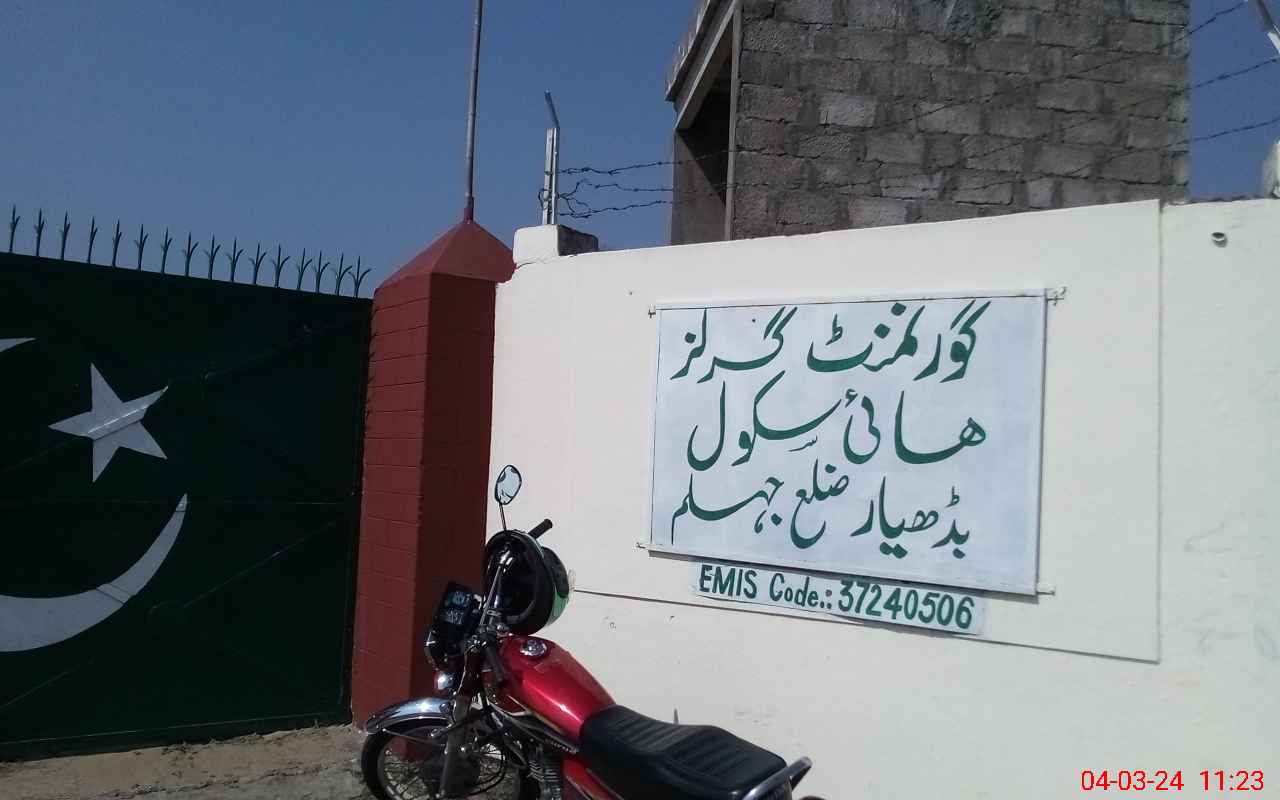 گورنمنٹ گرلز
ھائی سکول
بڈھیار ضلع جہلم
EMIS Code.: 37240506
04-03-24 11:23